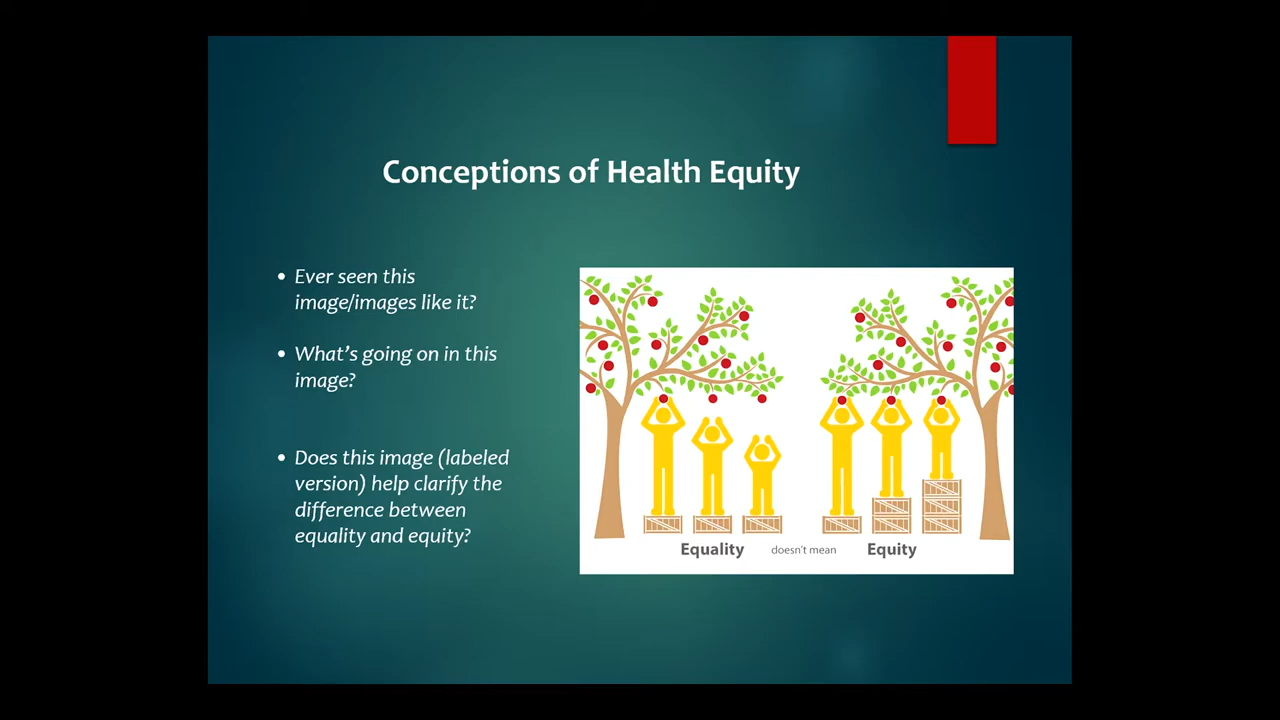 Conceptions of Health Equity
• Ever seen this
image/images like it?
• What's going on in this
image?
• Does this image (labeled
version) help clarify the
difference between
equality and equity?
Equality doesn't mean Equity